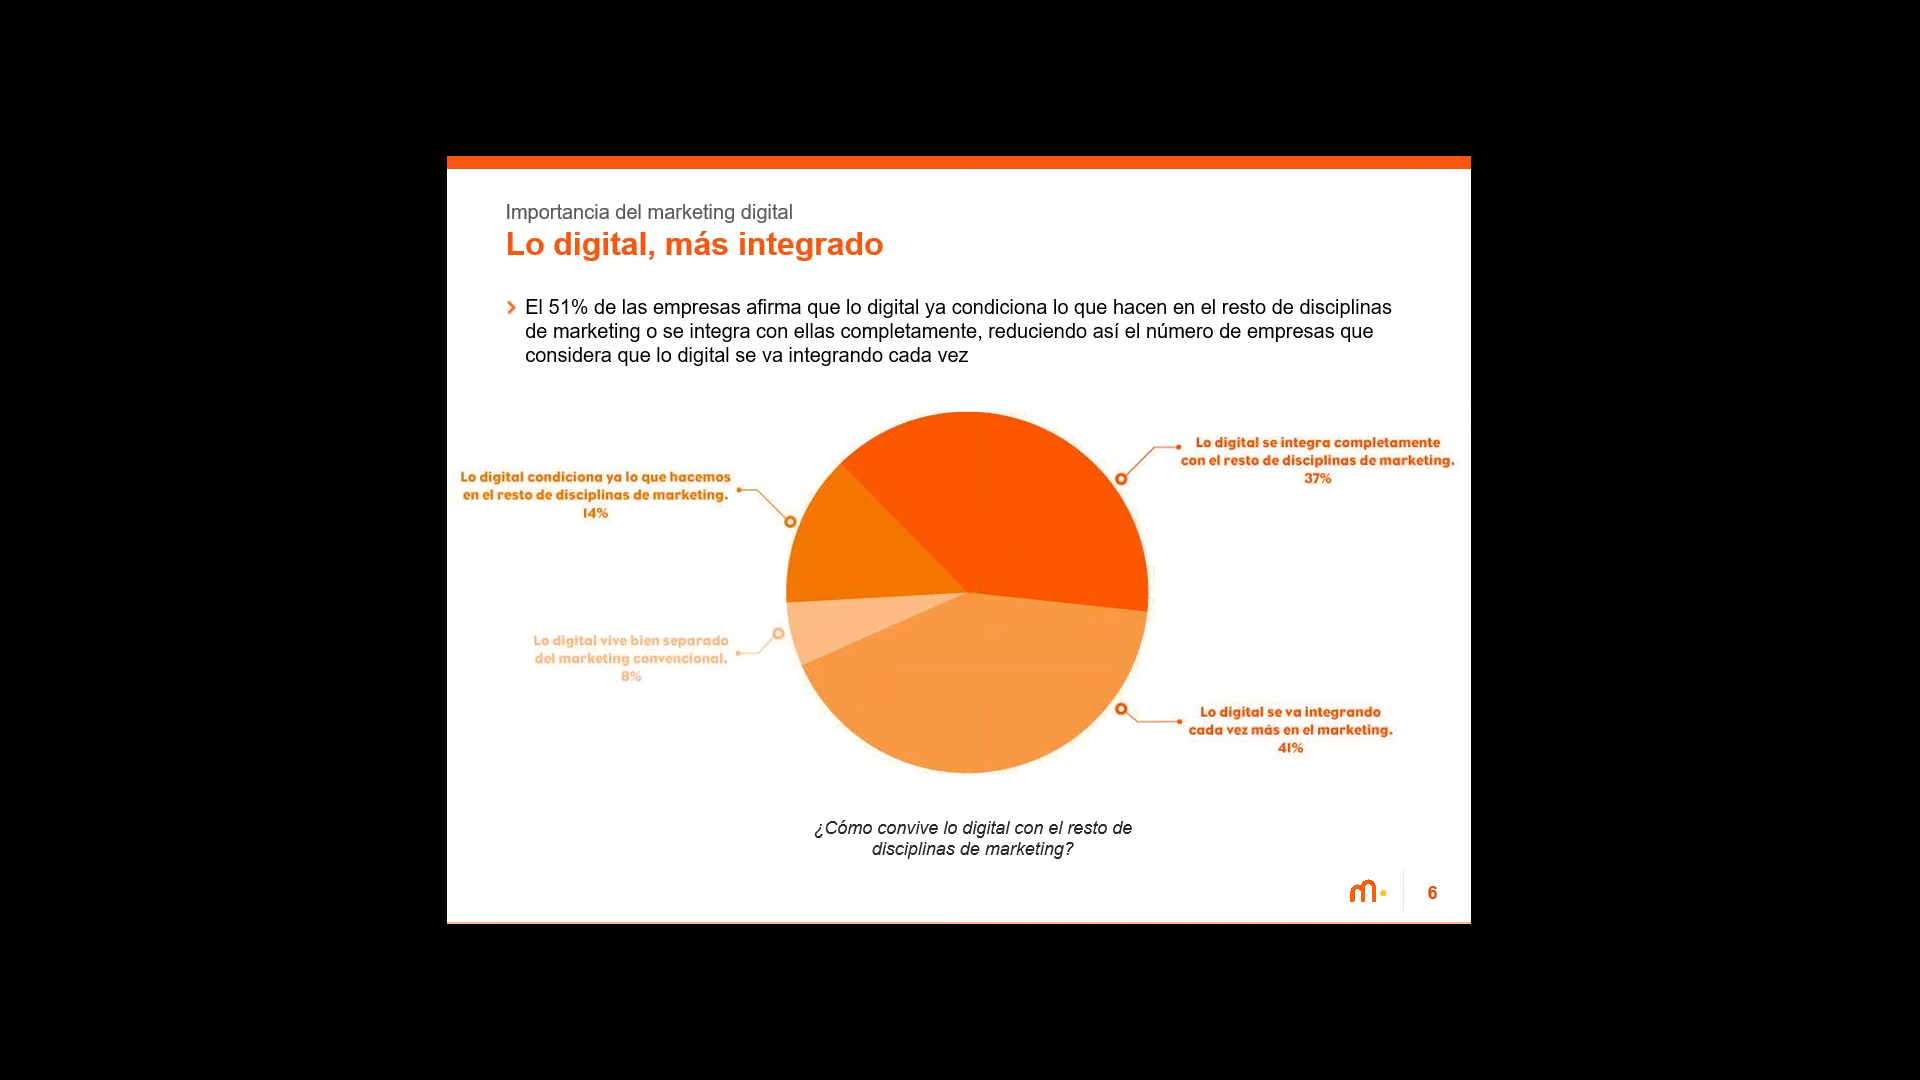 Importancia del marketing digital
Lo digital, más integrado
El 51% de las empresas afirma que lo digital ya condiciona lo que hacen en el resto de disciplinas
de marketing o se integra con ellas completamente, reduciendo así el número de empresas que
considera que lo digital se va integrando cada vez
Lo digital se integra completamente
con el resto de disciplinas de marketing.
37%
Lo digital condiciona ya lo que hacemos
en el resto de disciplinas de marketing.
14%
Lo digital vive bien separado
del marketing convencional.
8%
Lo digital se va integrando
cada vez más en el marketing.
41%
¿Cómo convive lo digital con el resto de
disciplinas de marketing?
m
6